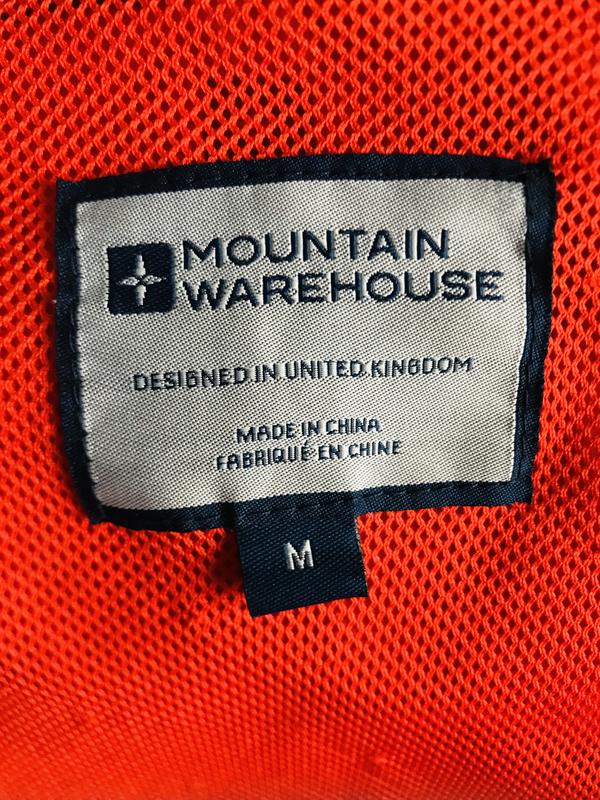 MOUNTAIN
WAREHOUSE
DESIGNED IN UNITED KINGDOM
MADE IN CHINA
FABRIQUÉ EN CHINE
M